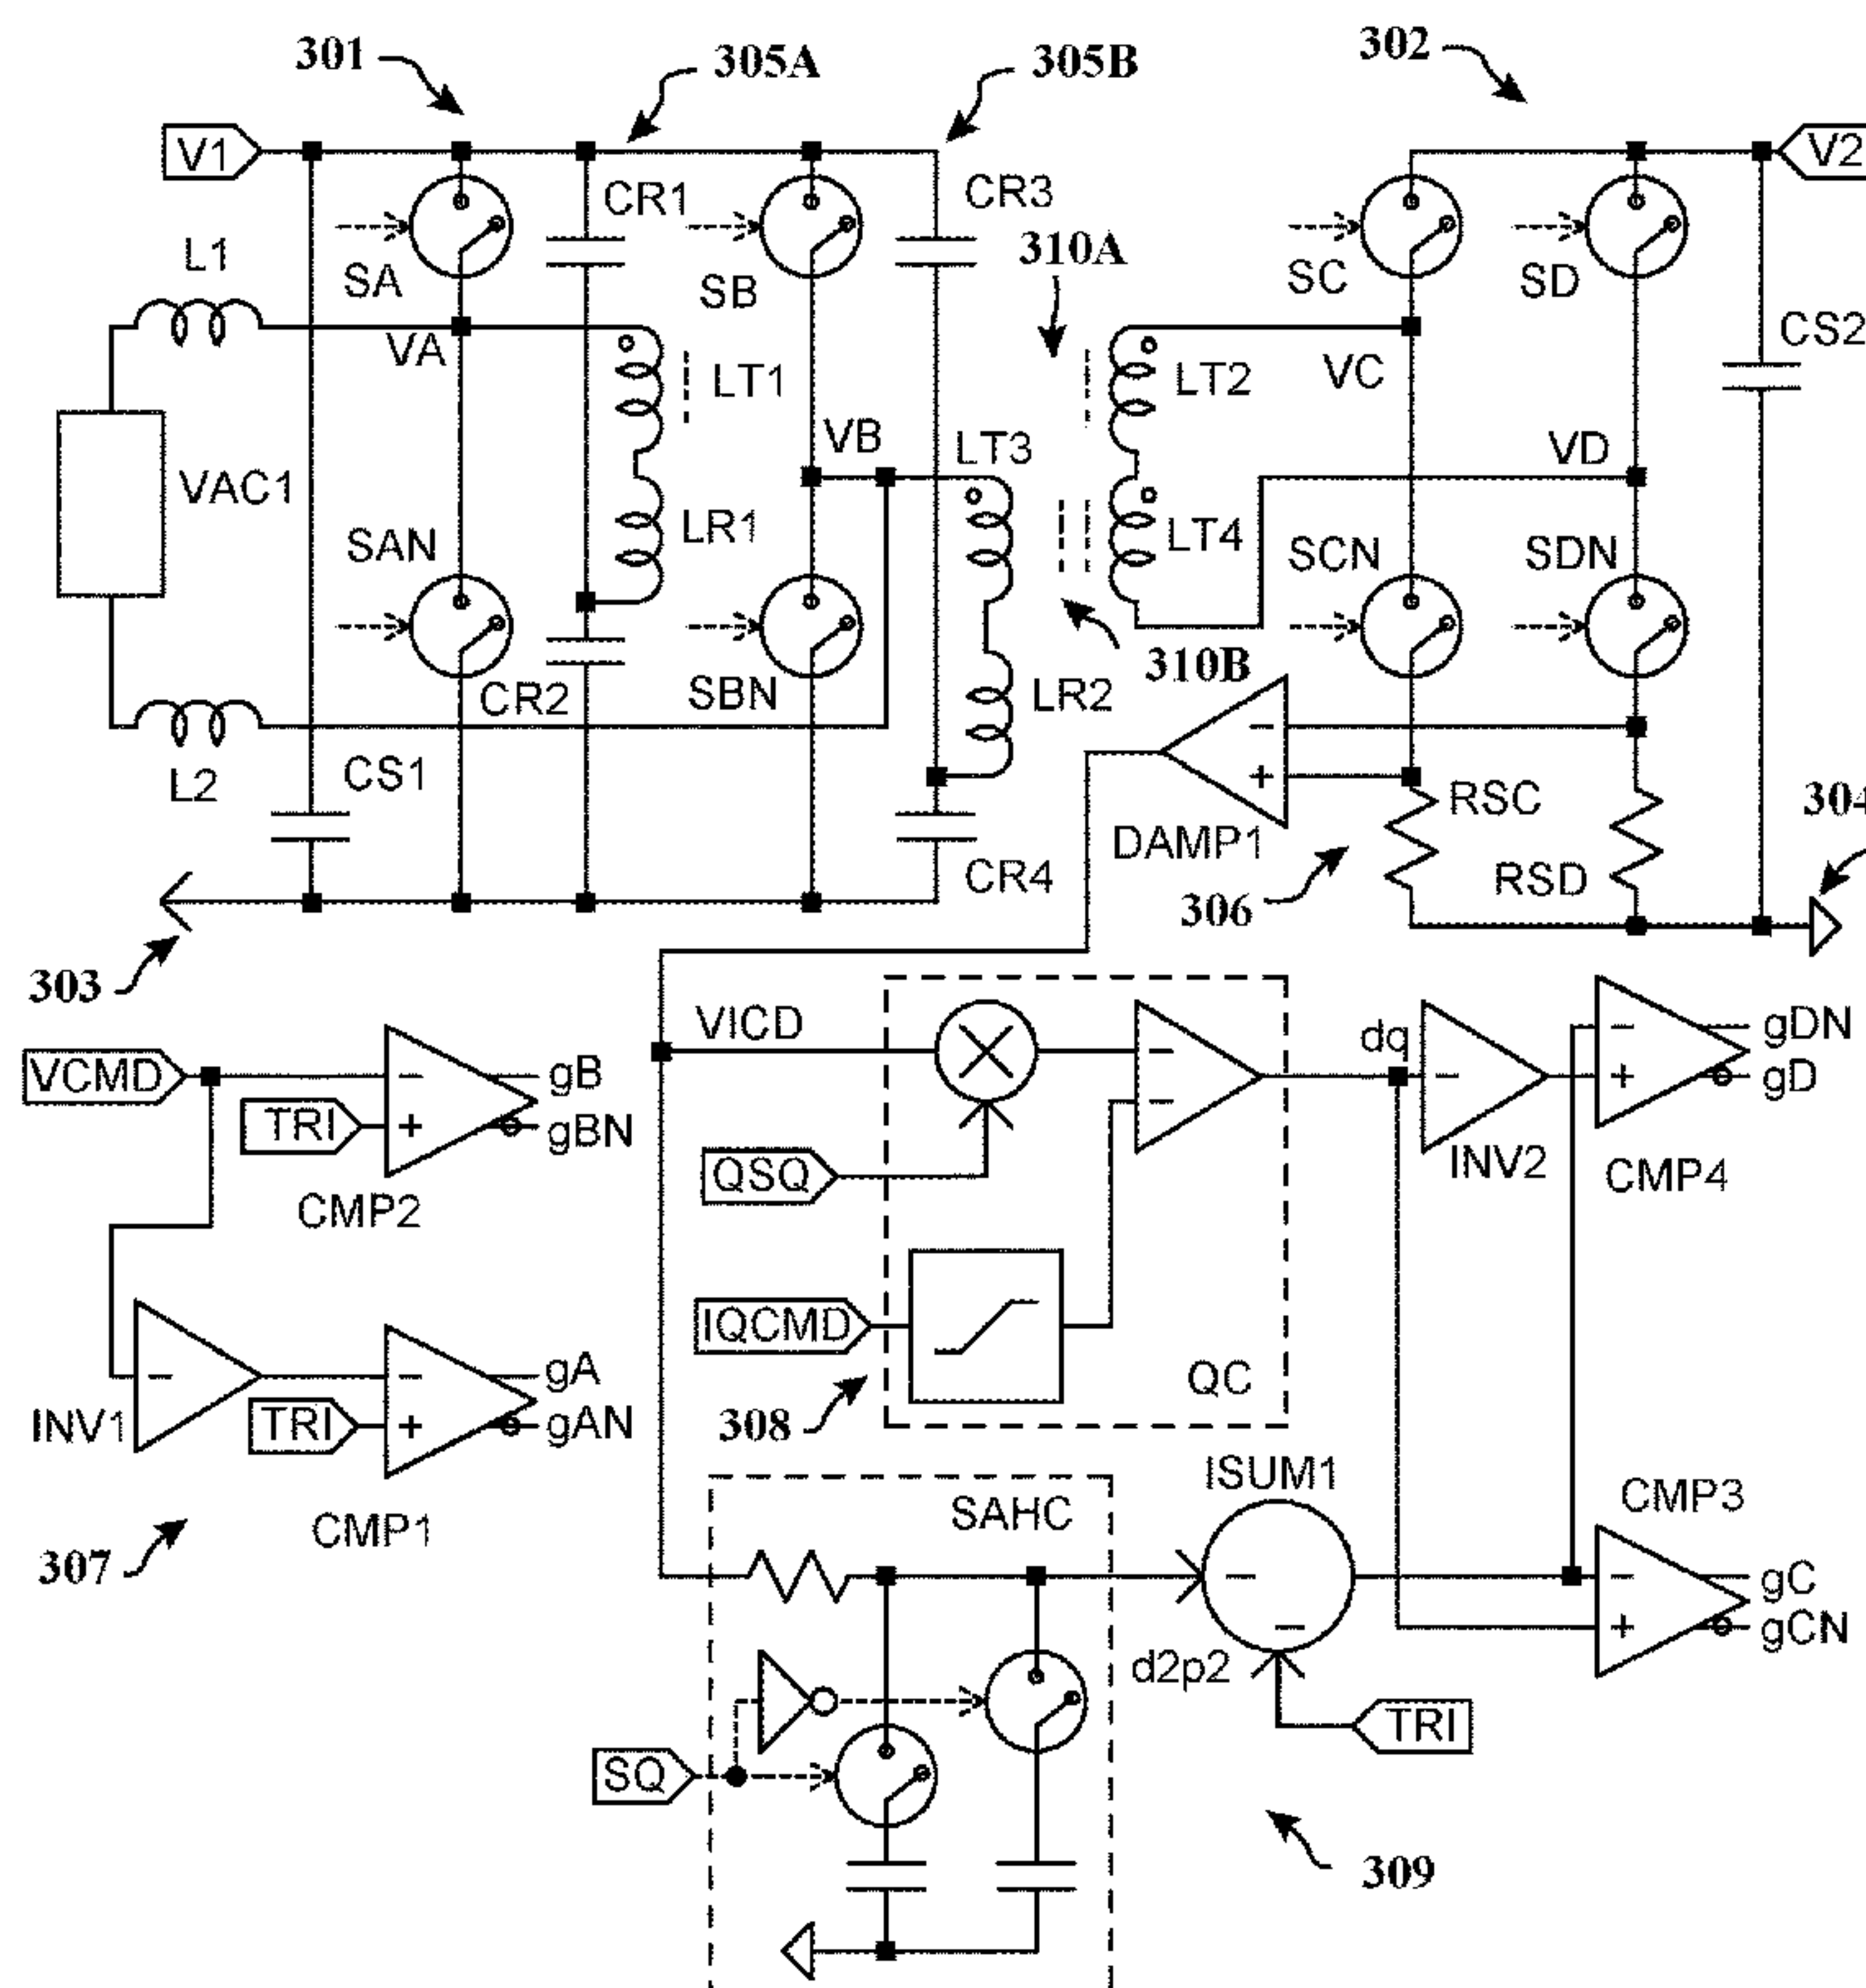 301
305A
305B
302
V1
V2
CR1
CR3
L1
SA
SB
310A
SC
SD
CS2
VA
LT1
LT2
VC
VB
LT3
VD
VAC1
LR1
LT4
SAN
SCN
SDN
CR2
SBN
310B
LR2
−
L2
CS1
+
RSC
304
DAMP1
CR4
306
RSD
303
VICD
dq
− gDN
VCMD
− gB
−
−
+ gD
TRI
+ gBN
−
QSQ
INV2
CMP4
CMP2
IQCMD
− gA
QC
INV1
TRI
+ gAN
308
ISUM1
CMP3
SAHC
CMP1
307
−
− gC
−
+ gCN
d2p2
TRI
SQ
309